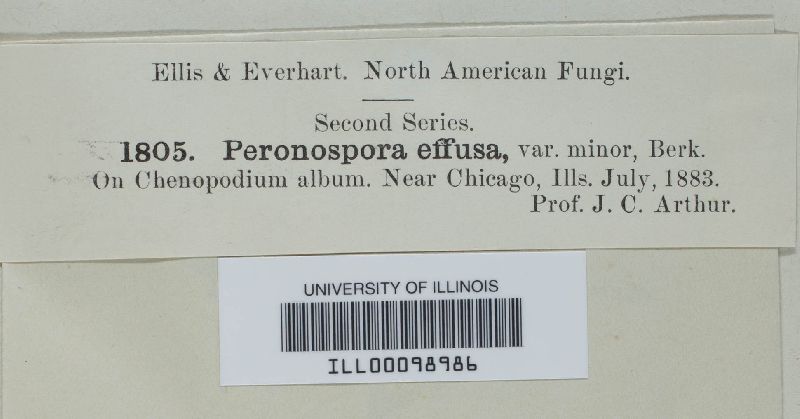 Ellis & Everhart. North American Fungi.
Second Series.
1805. Peronospora effusa, var. minor, Berk.
On Chenopodium album. Near Chicago, Ills. July, 1883.
Prof. J. C. Arthur.
UNIVERSITY OF ILLINOIS
ILL00098986